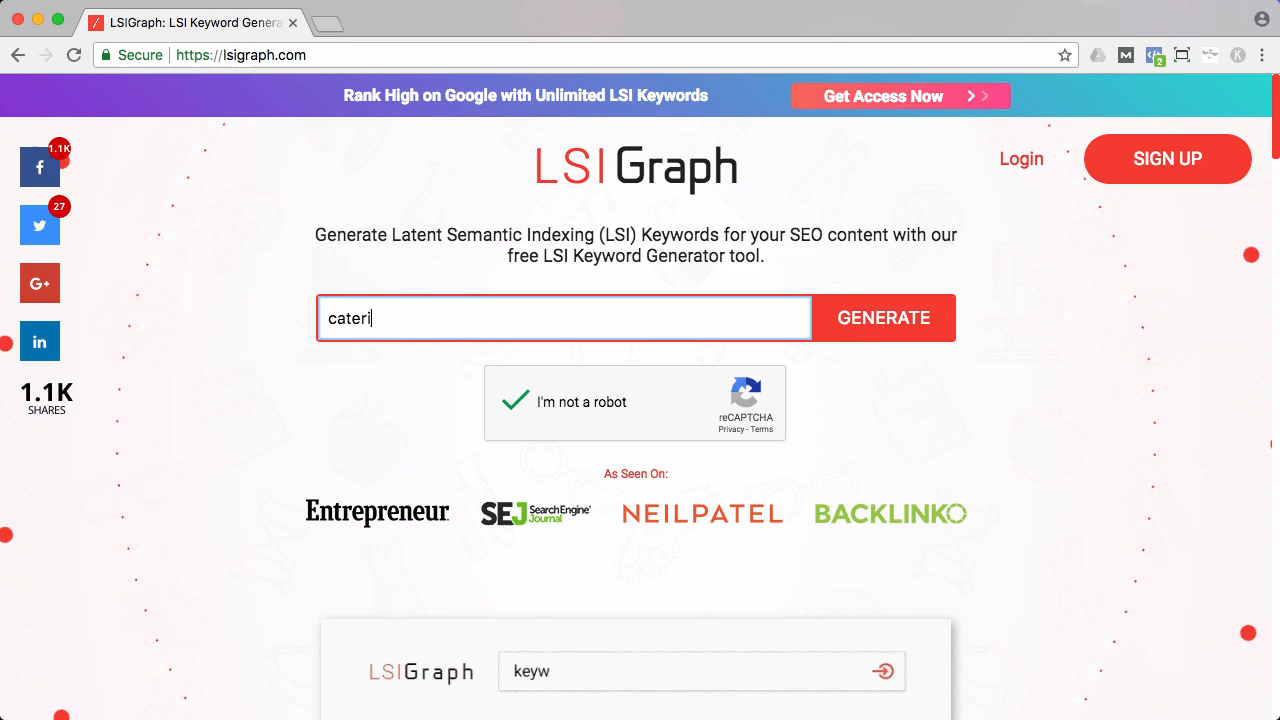 LSIGraph: LSI Keyword Genera
Secure
https://lsigraph.com
2
Rank High on Google with Unlimited LSI Keywords
Get Access Now
1.1K
27
G+
in
1.1K
SHARES
LSIGraph
Login
SIGN UP
Generate Latent Semantic Indexing (LSI) Keywords for your SEO content with our
free LSI Keyword Generator tool.
cateri
GENERATE
I'm not a robot
reCAPTCHA
Privacy - Terms
As Seen On:
Entrepreneur
SEJ Search Engine Journal
NEILPATEL
BACKLINKO
LSIGraph
keyw